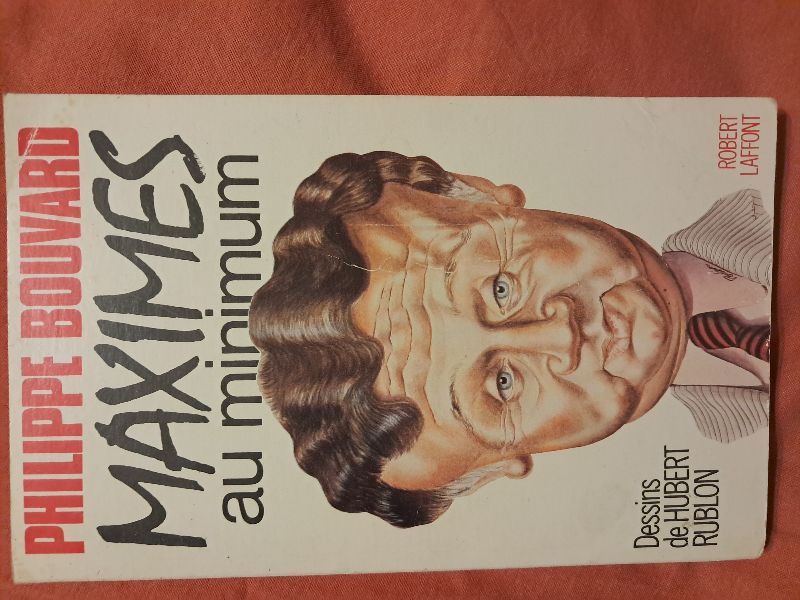 PHILIPPE BOUVARD
MAXIMES
au minimum
Dessins
de HUBERT
RUBLON
ROBERT
LAFFONT